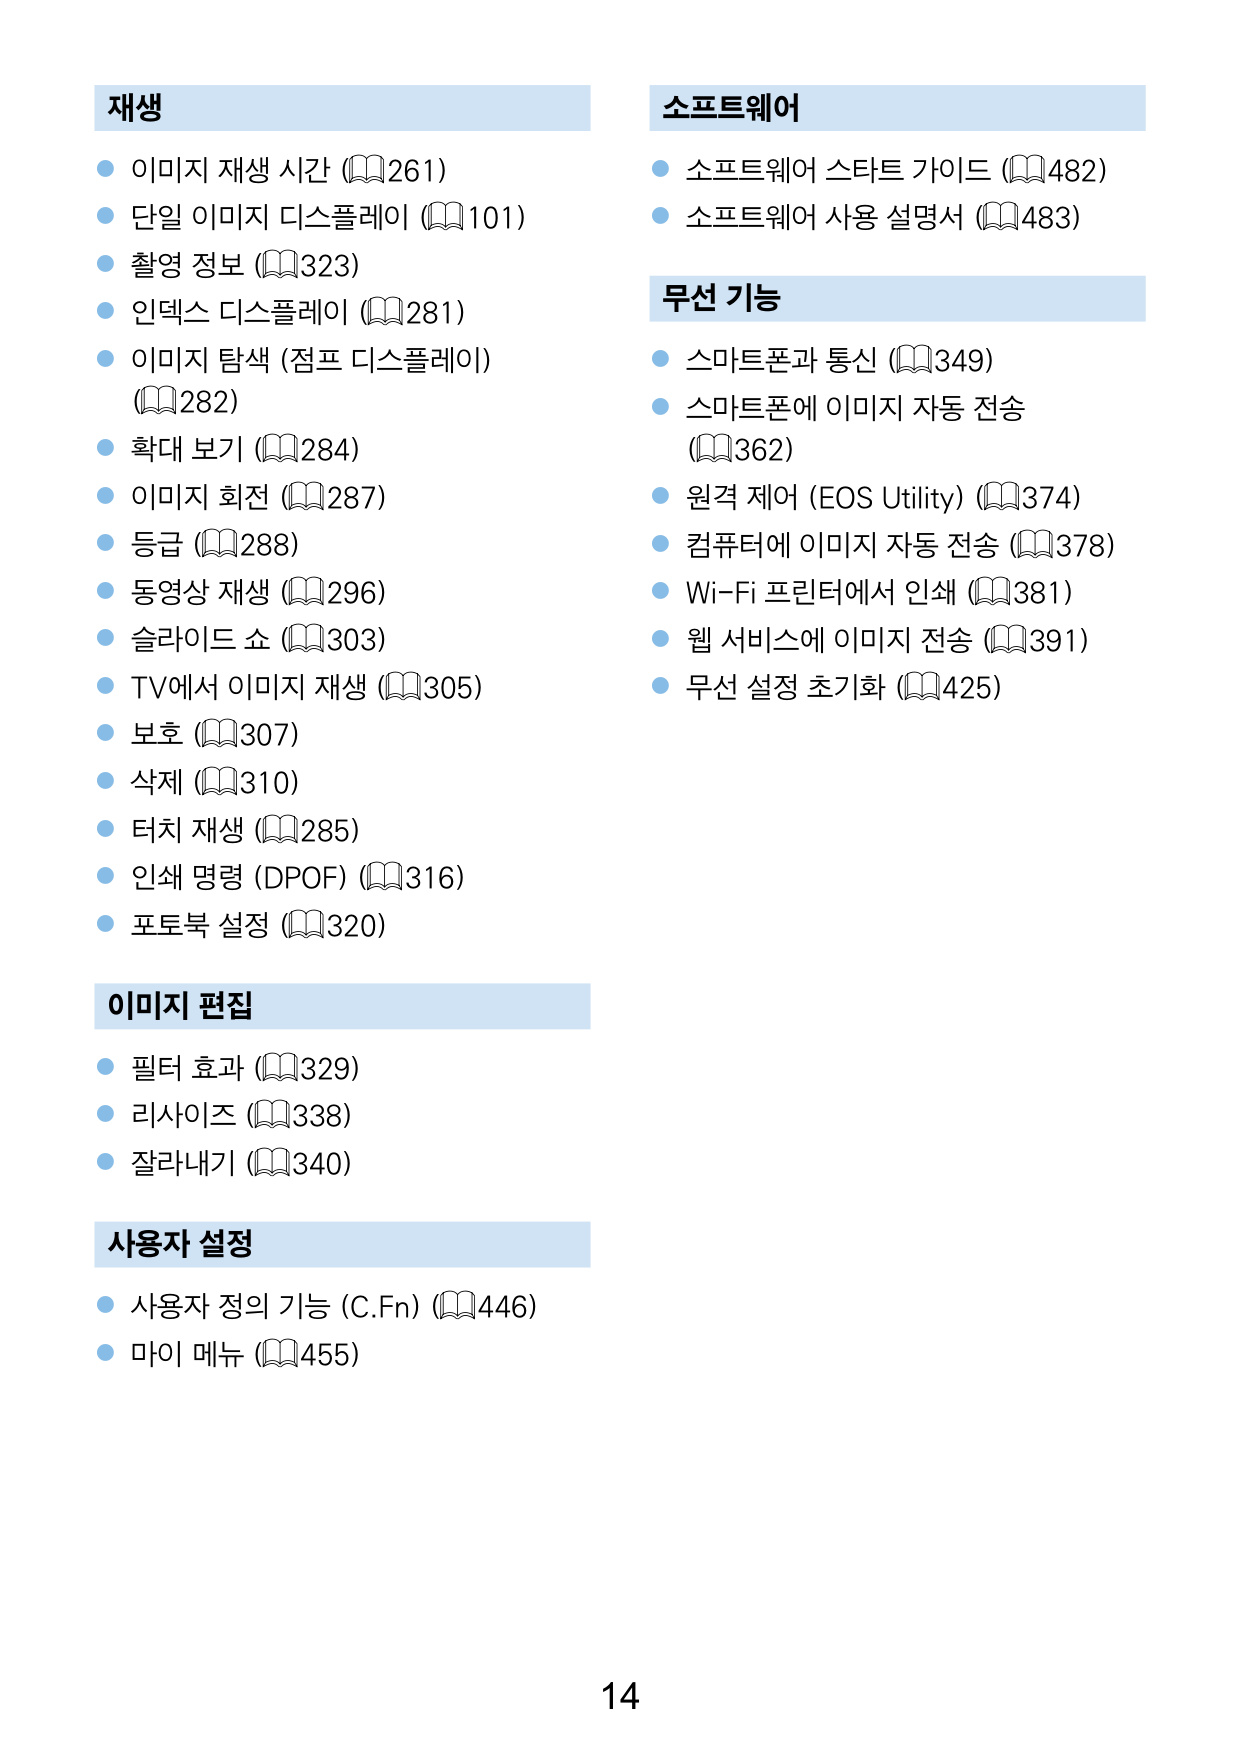 재생
이미지 재생 시간 (261)
단일 이미지 디스플레이 (101)
촬영 정보 (323)
인덱스 디스플레이 (281)
이미지 탐색 (점프 디스플레이)
(282)
확대 보기 (284)
이미지 회전 (287)
등급 (288)
동영상 재생 (296)
슬라이드 쇼 (303)
TV에서 이미지 재생 (305)
보호 (307)
삭제 (310)
터치 재생 (285)
인쇄 명령 (DPOF) (316)
포토북 설정 (320)
이미지 편집
필터 효과 (329)
리사이즈 (338)
잘라내기 (340)
사용자 설정
사용자 정의 기능 (C.Fn) (446)
마이 메뉴 (455)
소프트웨어
소프트웨어 스타트 가이드 (482)
소프트웨어 사용 설명서 (483)
무선 기능
스마트폰과 통신 (349)
스마트폰에 이미지 자동 전송
(362)
원격 제어 (EOS Utility) (374)
컴퓨터에 이미지 자동 전송 (378)
Wi-Fi 프린터에서 인쇄 (381)
웹 서비스에 이미지 전송 (391)
무선 설정 초기화 (425)
14